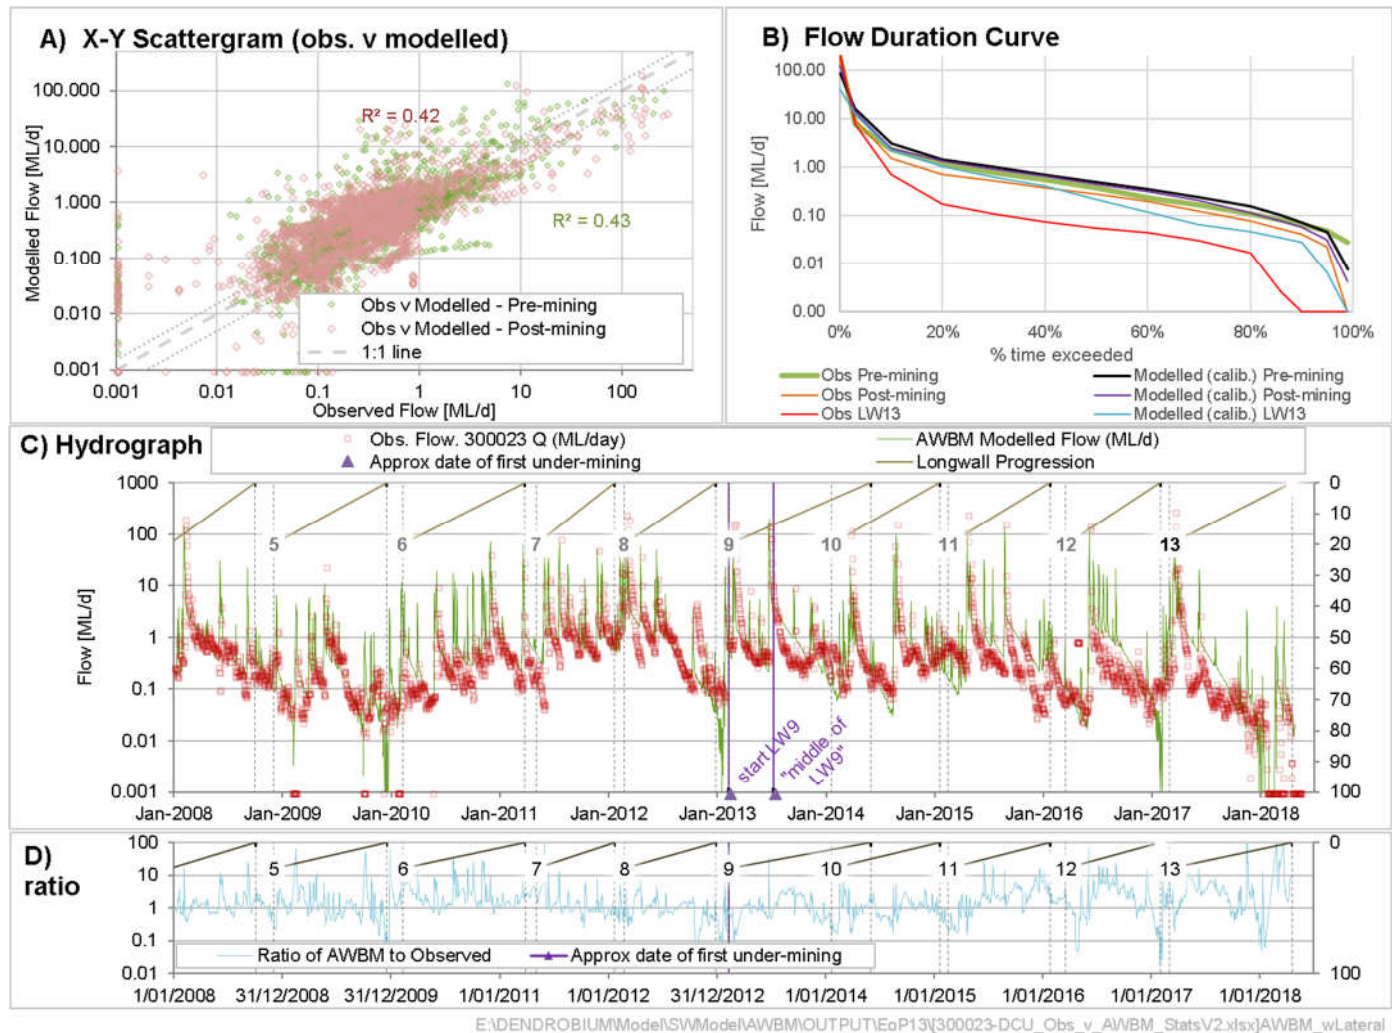 A) X-Y Scattergram (obs. v modelled)
100.000
10.000
1.000
0.100
0.010
0.001
Modelled Flow [ML/d]
R² = 0.42
R² = 0.43
Obs v Modelled - Pre-mining
Obs v Modelled - Post-mining
1:1 line
0.001 0.01 0.1 1 10 100
Observed Flow [ML/d]
B) Flow Duration Curve
100.00
10.00
1.00
0.10
0.01
0.00
Flow [ML/d]
0% 20% 40% 60% 80% 100%
% time exceeded
Obs Pre-mining Modelled (calib.) Pre-mining
Obs Post-mining Modelled (calib.) Post-mining
Obs LW13 Modelled (calib.) LW13
C) Hydrograph
Obs. Flow. 300023 Q (ML/day) AWBM Modelled Flow (ML/d)
Approx date of first under-mining Longwall Progression
1000 0
100 10
10 20
1 30
0.1 40
0.01 50
0.001 60
70
80
90
100
Flow [ML/d]
5 6 7 8 9 10 11 12 13
start LW9
"middle of
LW9"
Jan-2008 Jan-2009 Jan-2010 Jan-2011 Jan-2012 Jan-2013 Jan-2014 Jan-2015 Jan-2016 Jan-2017 Jan-2018
D)
ratio
100 0
10
1
0.1
0.01 100
5 6 7 8 9 10 11 12 13
Ratio of AWBM to Observed Approx date of first under-mining
1/01/2008 31/12/2008 31/12/2009 1/01/2011 1/01/2012 31/12/2012 1/01/2014 1/01/2015 1/01/2016 1/01/2017 1/01/2018
E:\DENDROBIUM\Model\SWModel\AWBM\OUTPUT\EoP13\[300023-DCU_Obs_v_AWBM_StatsV2.xlsx]AWBM_wLateral